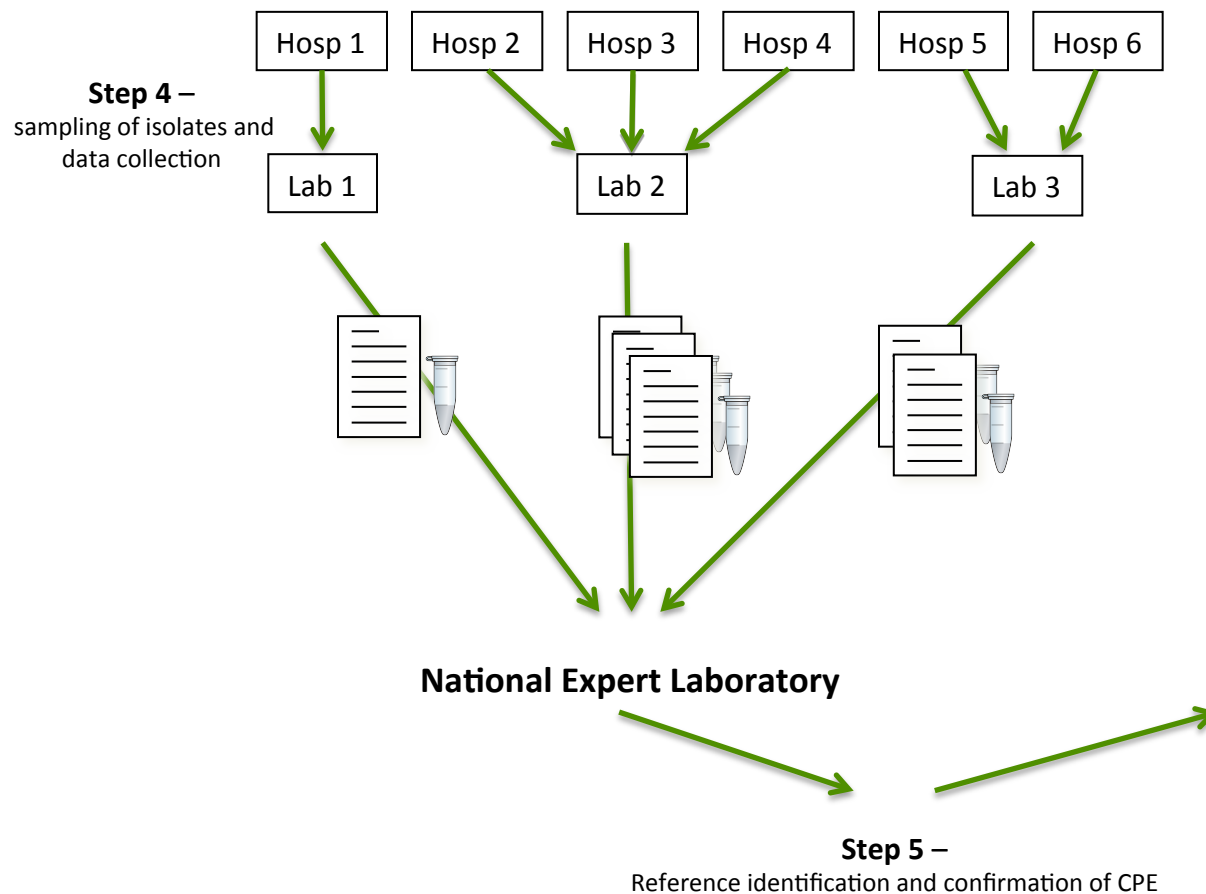 Hosp 1
Hosp 2
Hosp 3
Hosp 4
Hosp 5
Hosp 6
Step 4 –
sampling of isolates and
data collection
Lab 1
Lab 2
Lab 3
National Expert Laboratory
Step 5 –
Reference identification and confirmation of CPE